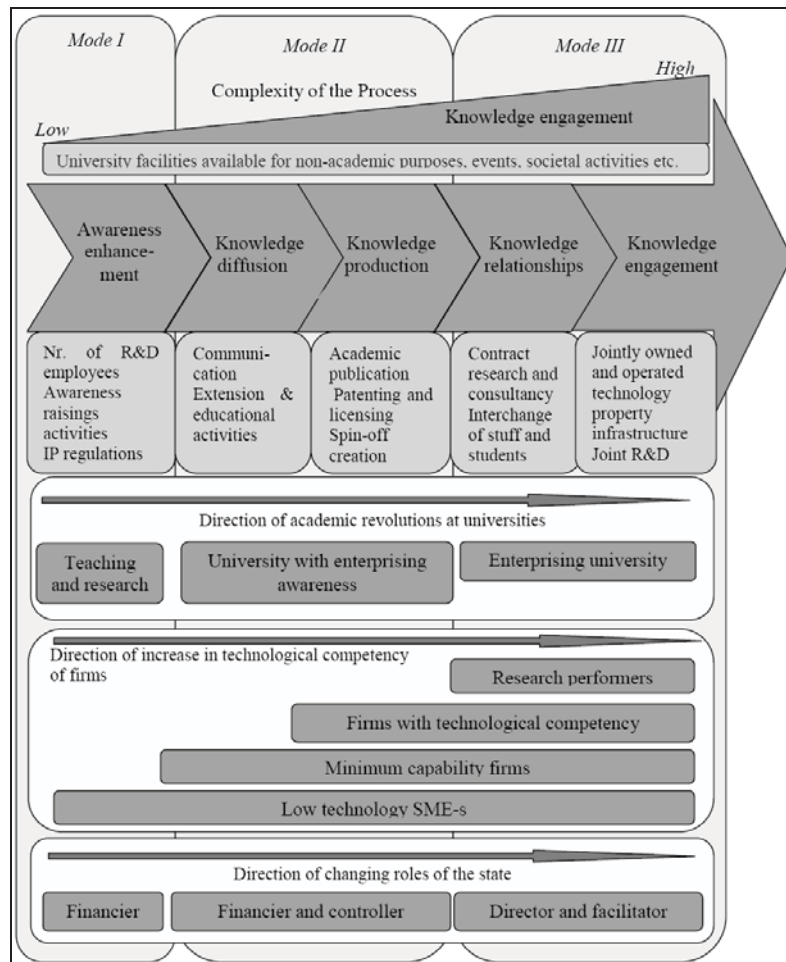 Mode I
Mode II
Mode III
High
Complexity of the Process
Low
Knowledge engagement
University facilities available for non-academic purposes, events, societal activities etc.
Awareness
enhance-
ment
Knowledge
diffusion
Knowledge
production
Knowledge
relationships
Knowledge
engagement
Nr. of R&D
employees
Awareness
raisings
activities
IP regulations
Communi-
cation
Extension &
educational
activities
Academic
publication
Patenting and
licensing
Spin-off
creation
Contract
research and
consultancy
Interchange
of stuff and
students
Jointly owned
and operated
technology
property
infrastructure
Joint R&D
Direction of academic revolutions at universities
Teaching
and research
University with enterprising
awareness
Enterprising university
Direction of increase in technological competency
of firms
Research performers
Firms with technological competency
Minimum capability firms
Low technology SME-s
Direction of changing roles of the state
Financier
Financier and controller
Director and facilitator